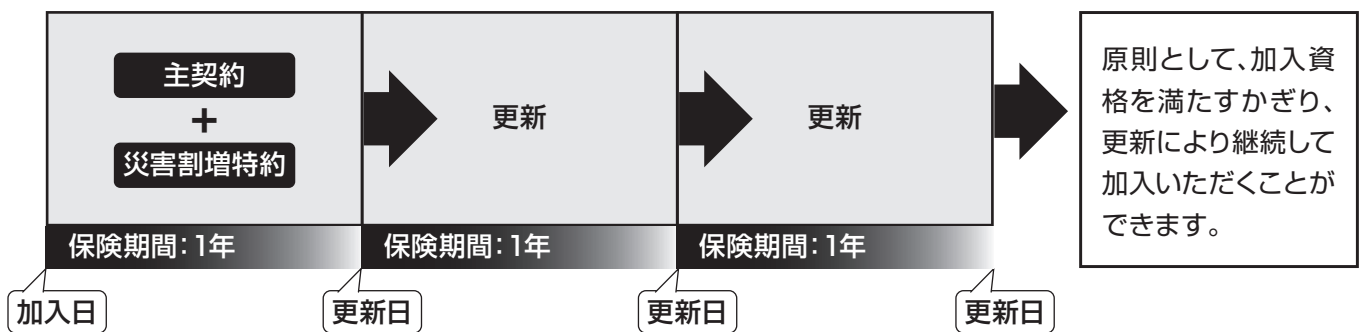 主契約
+
災害割増特約
更新
更新
保険期間:1年
保険期間:1年
保険期間:1年
加入日
更新日
更新日
更新日
原則として、加入資
格を満たすかぎり、
更新により継続して
加入いただくことが
できます。